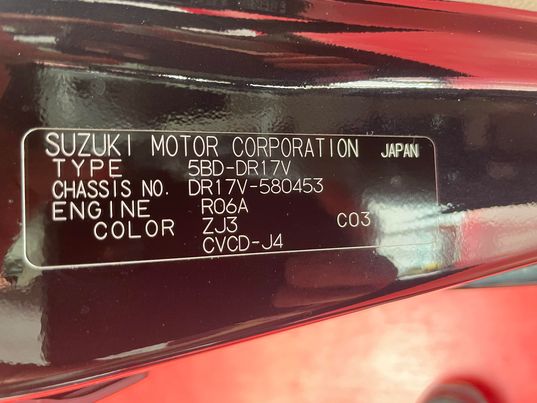 SUZUKI MOTOR CORPORATION JAPAN
TYPE 5BD-DR17V
CHASSIS NO. DR17V-580453
ENGINE R06A
COLOR ZJ3 C03
CVCD-J4